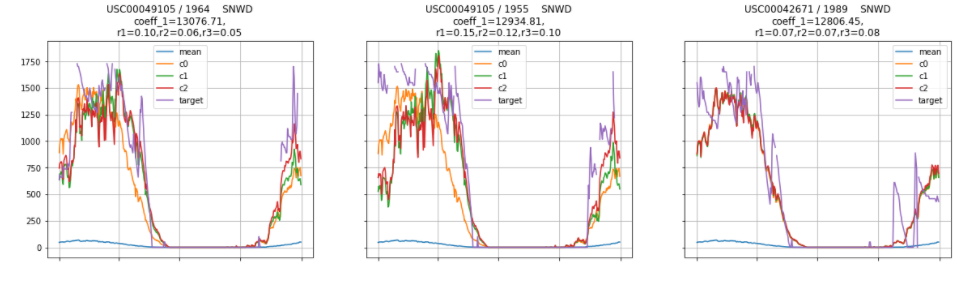 USC00049105 / 1964    SNWD
coeff_1=13076.71,
r1=0.10,r2=0.06,r3=0.05
mean
c0
c1
c2
target
1750
1500
1250
1000
750
500
250
0
USC00049105 / 1955    SNWD
coeff_1=12934.81,
r1=0.15,r2=0.12,r3=0.10
mean
c0
c1
c2
target
USC00042671 / 1989    SNWD
coeff_1=12806.45,
r1=0.07,r2=0.07,r3=0.08
mean
c0
c1
c2
target